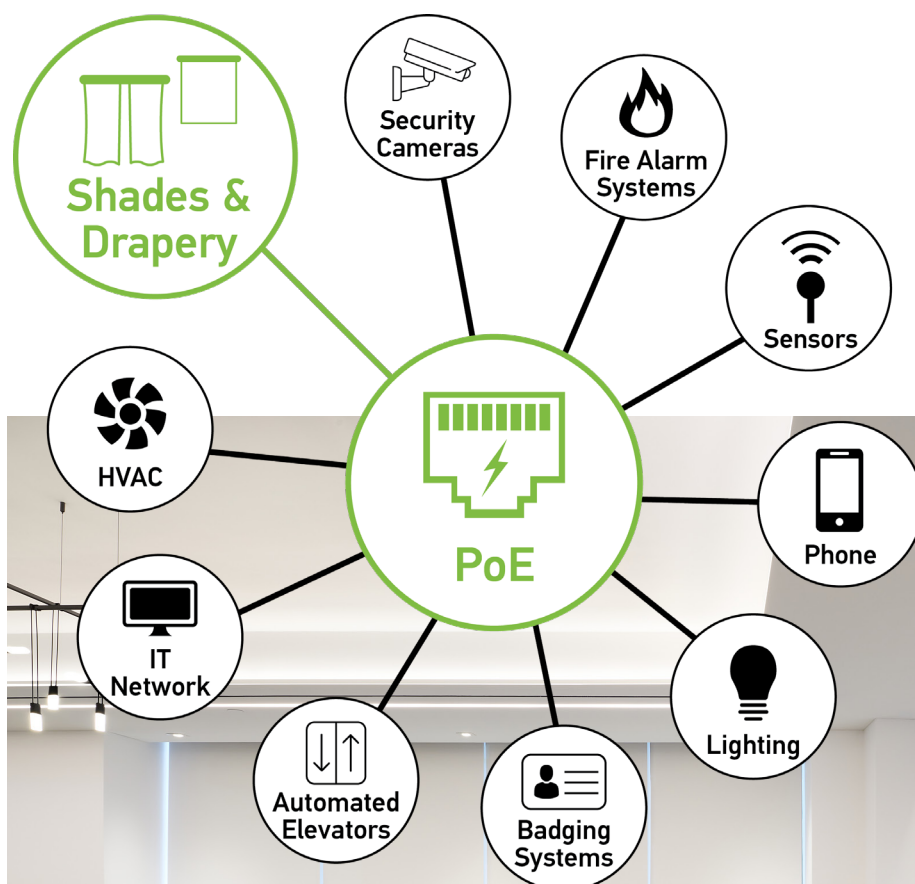 Shades &
Drapery
Security
Cameras
Fire Alarm
Systems
Sensors
HVAC
PoE
Phone
IT
Network
Lighting
Automated
Elevators
Badging
Systems